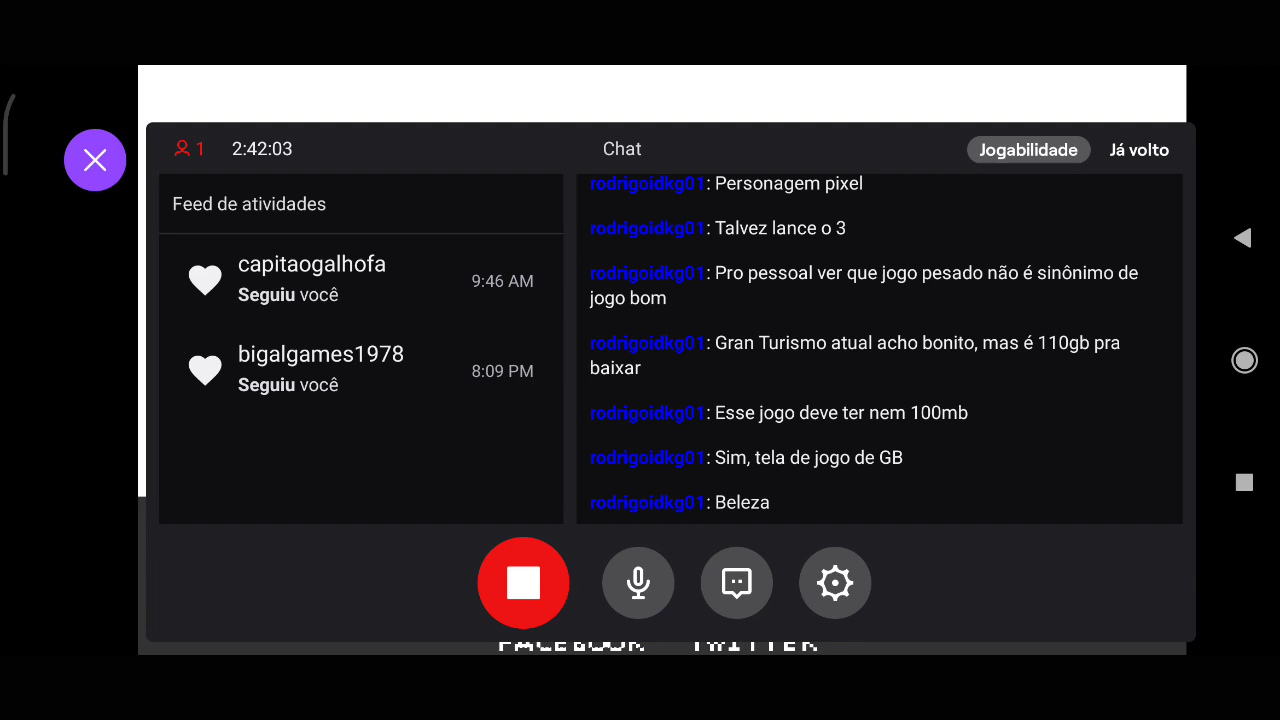 1 2:42:03 Chat Jogabilidade Já volto
Feed de atividades
capitaogalhofa
Seguiu você
9:46 AM
bigalgames1978
Seguiu você
8:09 PM
rodrigoidkg01: Personagem pixel
rodrigoidkg01: Talvez lance o 3
rodrigoidkg01: Pro pessoal ver que jogo pesado não é sinônimo de
jogo bom
rodrigoidkg01: Gran Turismo atual acho bonito, mas é 110gb pra
baixar
rodrigoidkg01: Esse jogo deve ter nem 100mb
rodrigoidkg01: Sim, tela de jogo de GB
rodrigoidkg01: Beleza
FACEBOOK TWITTER